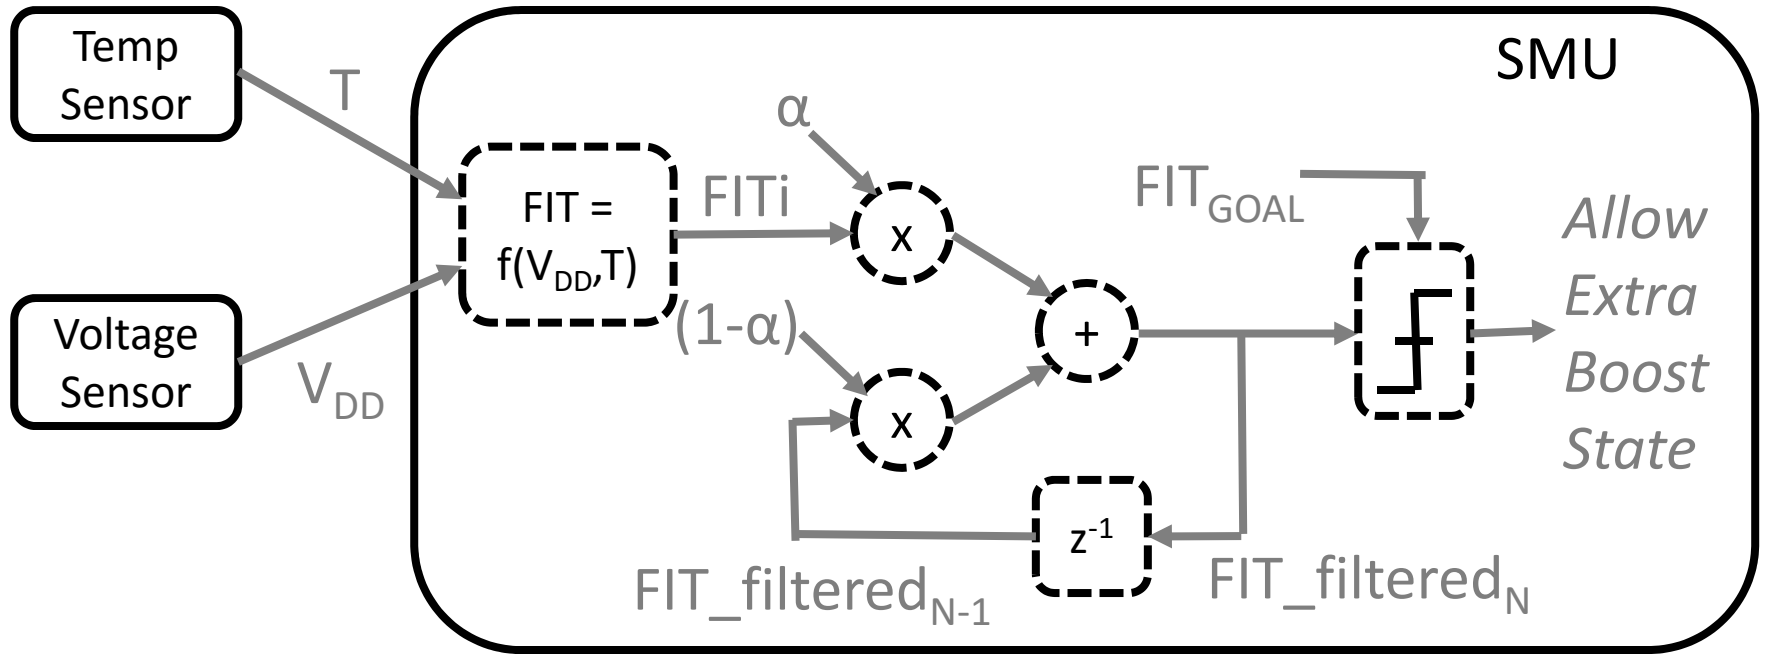 Temp
Sensor
T
SMU
α
FIT =
f(V_DD,T)
FITi
x
FIT_GOAL
Allow
Extra
Boost
State
Voltage
Sensor
V_DD
(1-α)
x
+
z^-1
FIT_filtered_N-1
FIT_filtered_N